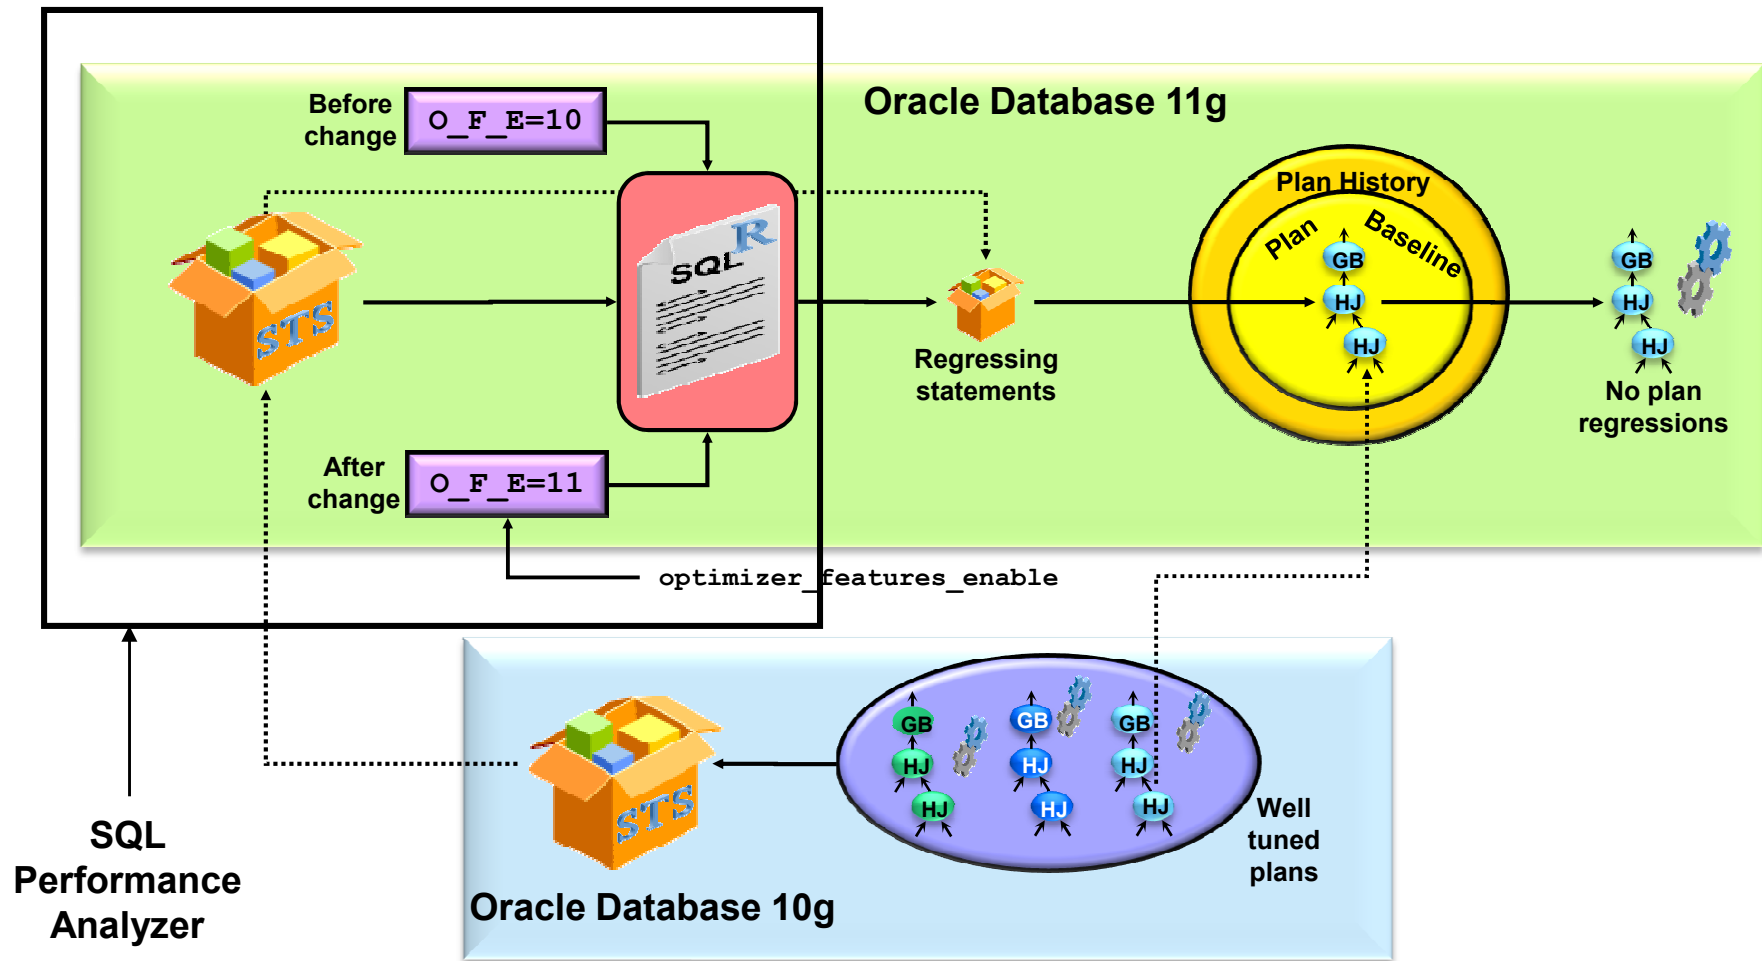 Oracle Database 11g
Before
change
O_F_E=10
Plan History
Plan Baseline
GB
HJ
HJ
GB
HJ
HJ
R
SQL
STS
Regressing
statements
No plan
regressions
After
change
O_F_E=11
optimizer_features_enable
SQL
Performance
Analyzer
STS
GB
HJ
HJ
GB
HJ
HJ
GB
HJ
HJ
Well
tuned
plans
Oracle Database 10g